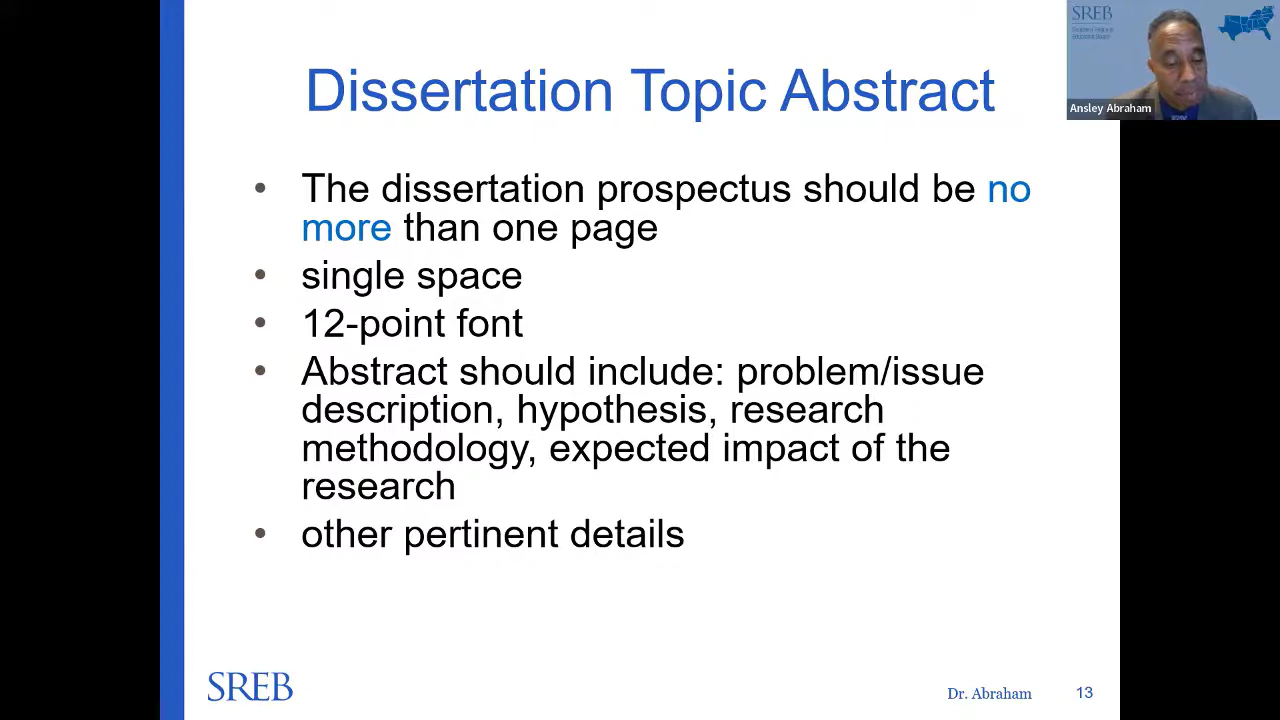 SREB
Ansley Abraham
Dissertation Topic Abstract
• The dissertation prospectus should be no
more than one page
• single space
• 12-point font
• Abstract should include: problem/issue
description, hypothesis, research
methodology, expected impact of the
research
• other pertinent details
SREB
Dr. Abraham
13